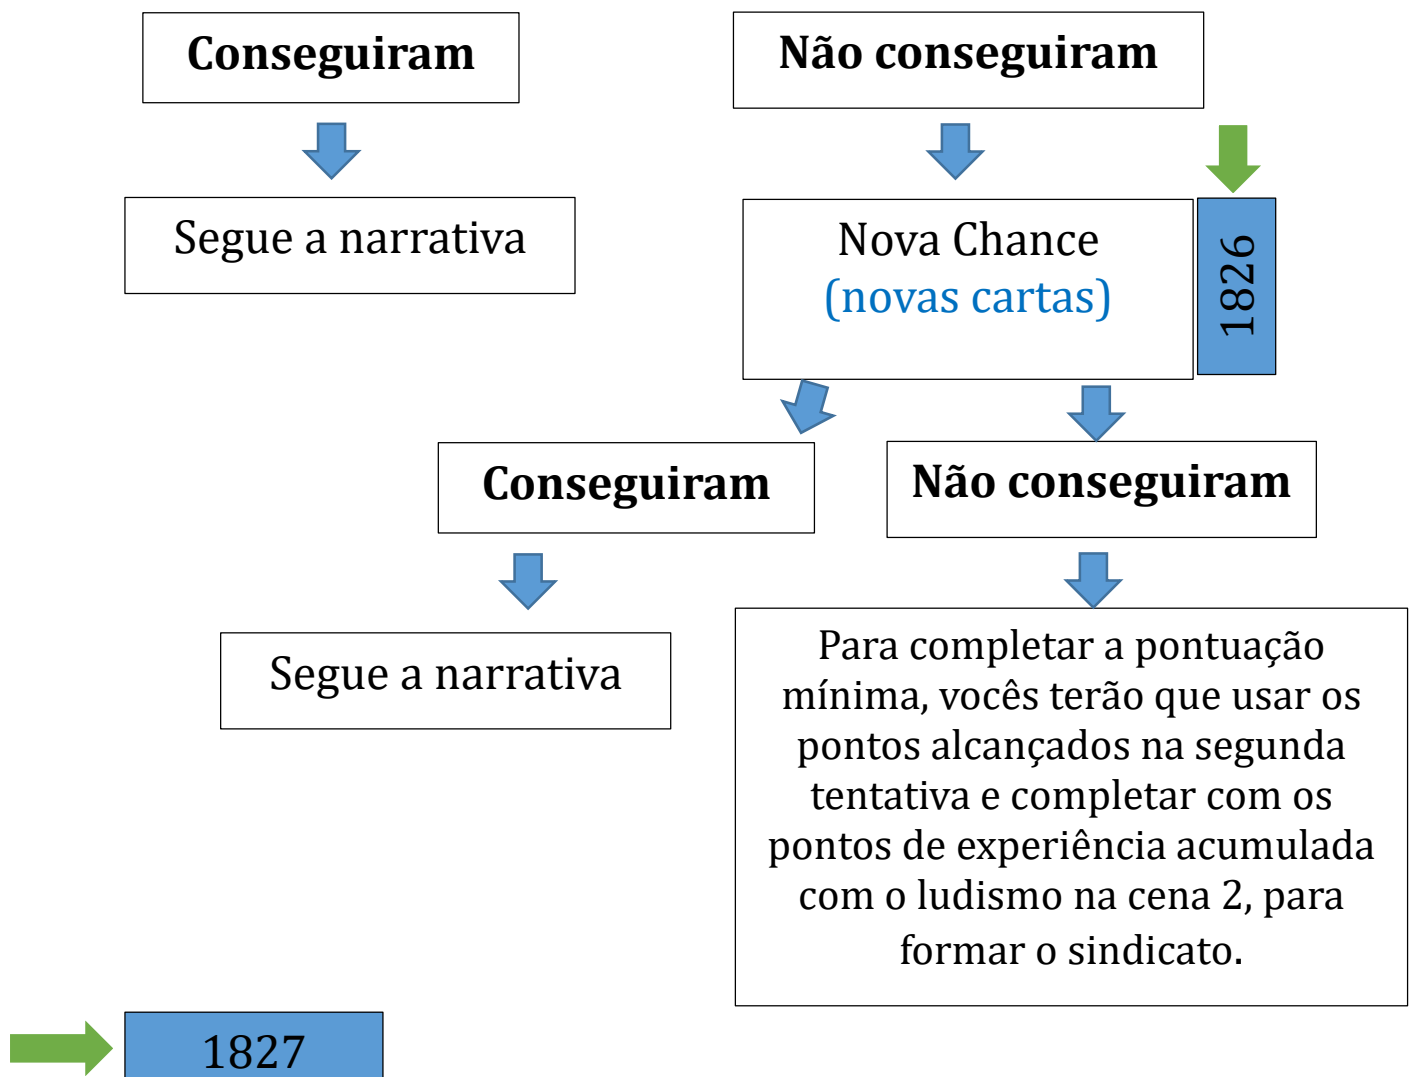 Conseguiram
Não conseguiram
Segue a narrativa
Nova Chance
(novas cartas)
1826
Conseguiram
Não conseguiram
Segue a narrativa
Para completar a pontuação
mínima, vocês terão que usar os
pontos alcançados na segunda
tentativa e completar com os
pontos de experiência acumulada
com o ludismo na cena 2, para
formar o sindicato.
1827